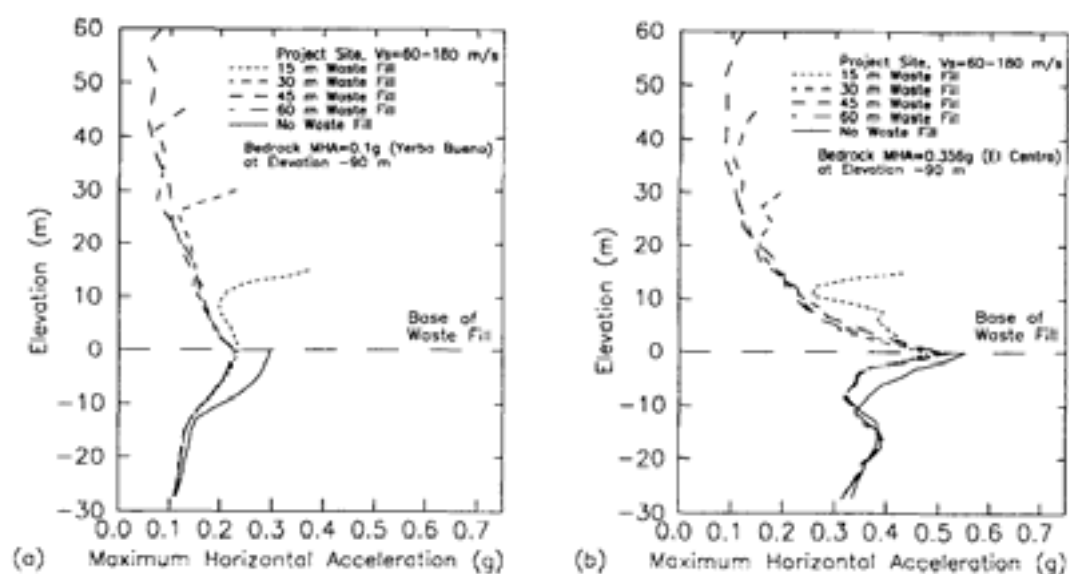 60
50
40
30
20
10
0
-10
-20
-30
Elevation (m)
Project Site, Vs=60-180 m/s
15 m Waste Fill
30 m Waste Fill
45 m Waste Fill
60 m Waste Fill
No Waste Fill
Bedrock MHA=0.1g (Yerba Buena)
at Elevation -90 m
Base of
Waste Fill
0.0 0.1 0.2 0.3 0.4 0.5 0.6 0.7
(a) Maximum Horizontal Acceleration (g)
60
50
40
30
20
10
0
-10
-20
-30
Elevation (m)
Project Site, Vs=60-180 m/s
15 m Waste Fill
30 m Waste Fill
45 m Waste Fill
60 m Waste Fill
No Waste Fill
Bedrock MHA=0.356g (El Centro)
at Elevation -90 m
Base of
Waste Fill
0.0 0.1 0.2 0.3 0.4 0.5 0.6 0.7
(b) Maximum Horizontal Acceleration (g)